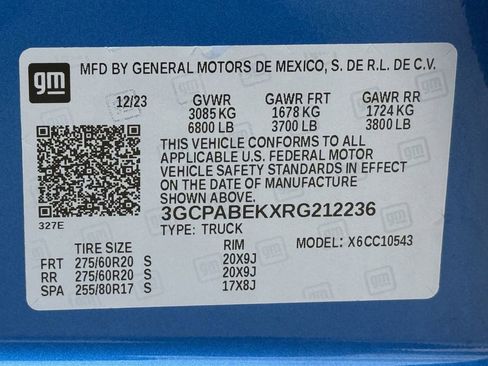 gm
MFD BY GENERAL MOTORS DE MEXICO, S. DE R.L. DE C.V.
12/23 GVWR GAWR FRT GAWR RR
3085 KG 1678 KG 1724 KG
6800 LB 3700 LB 3800 LB
THIS VEHICLE CONFORMS TO ALL
APPLICABLE U.S. FEDERAL MOTOR
VEHICLE SAFETY STANDARDS IN EFFECT
ON THE DATE OF MANUFACTURE
SHOWN ABOVE.
3GCPABEKXRG212236
327E
TYPE: TRUCK MODEL: X6CC10543
TIRE SIZE RIM
FRT 275/60R20 S 20X9J
RR 275/60R20 S 20X9J
SPA 255/80R17 S 17X8J